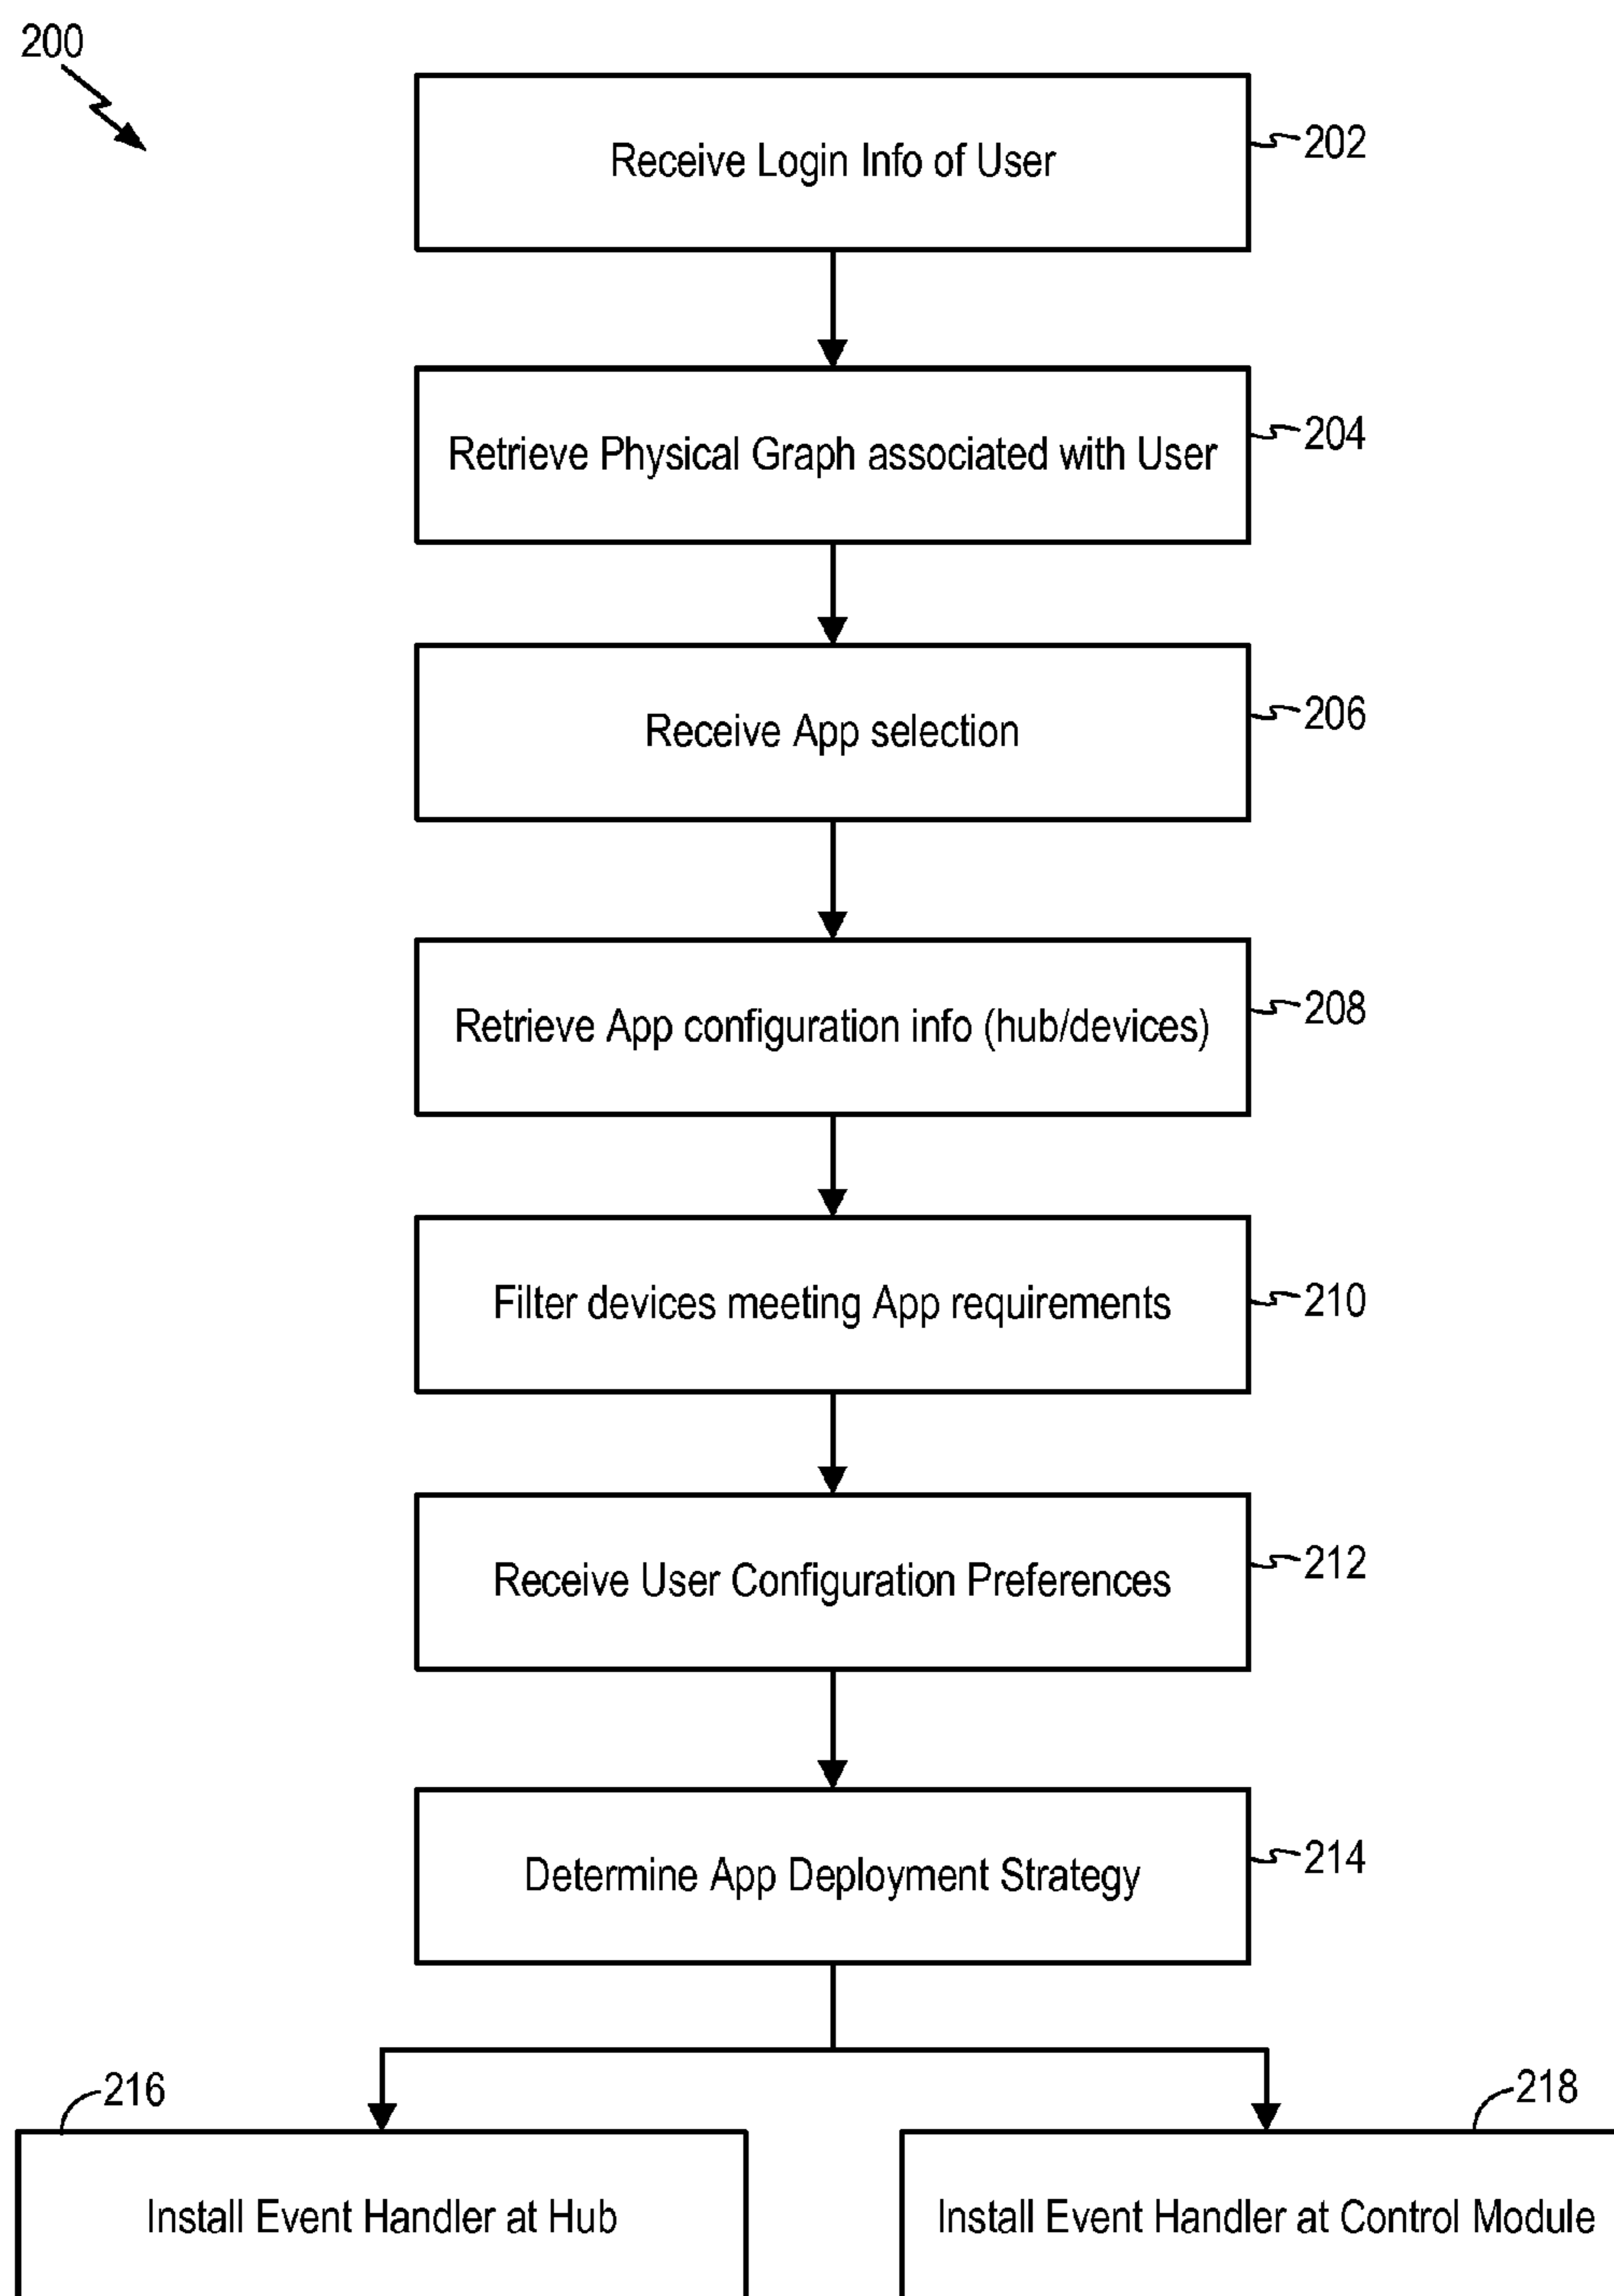 200
Receive Login Info of User
202
Retrieve Physical Graph associated with User
204
Receive App selection
206
Retrieve App configuration info (hub/devices)
208
Filter devices meeting App requirements
210
Receive User Configuration Preferences
212
Determine App Deployment Strategy
214
216
218
Install Event Handler at Hub
Install Event Handler at Control Module